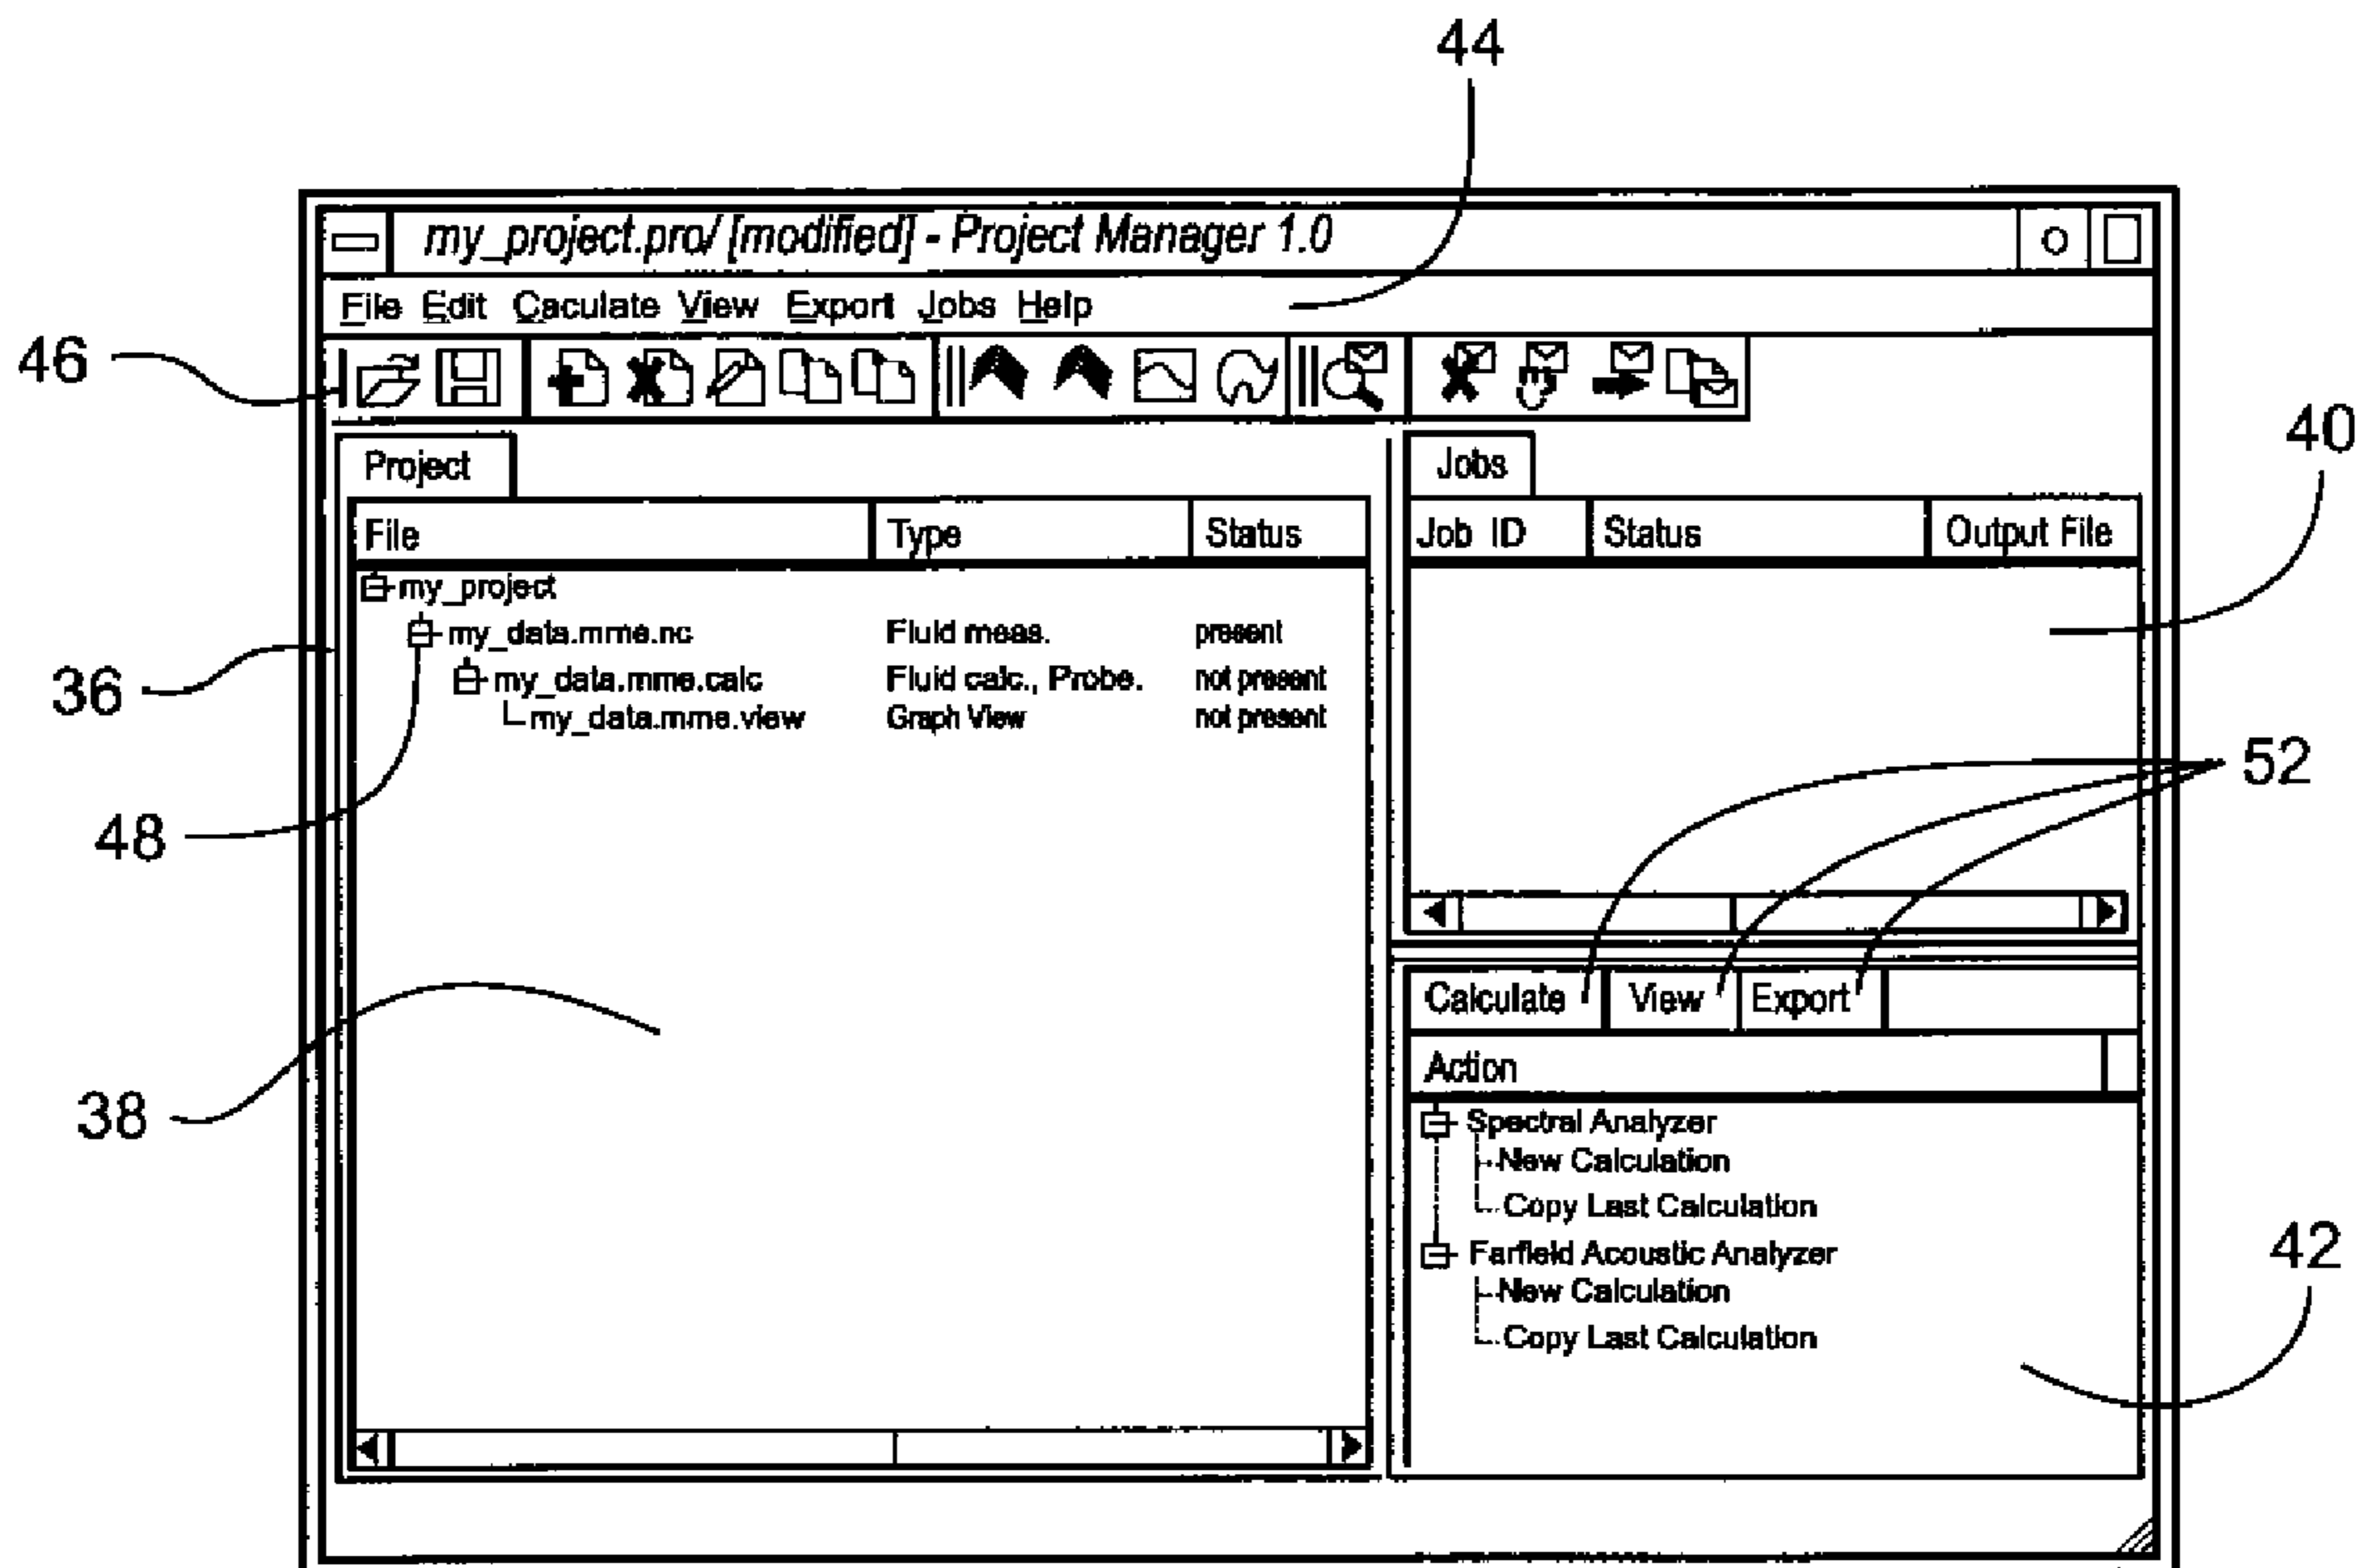 44
my_project.pro/ [modified] - Project Manager 1.0
File Edit Caculate View Export Jobs Help
46
40
Project
File Type Status
my_project
my_data.mme.nc Fluid meas. present
my_data.mme.calc Fluid calc., Probe. not present
my_data.mme.view Graph View not present
36
48
38
Jobs
Job ID Status Output File
52
Calculate View Export
Action
Spectral Analyzer
New Calculation
Copy Last Calculation
Farfield Acoustic Analyzer
New Calculation
Copy Last Calculation
42